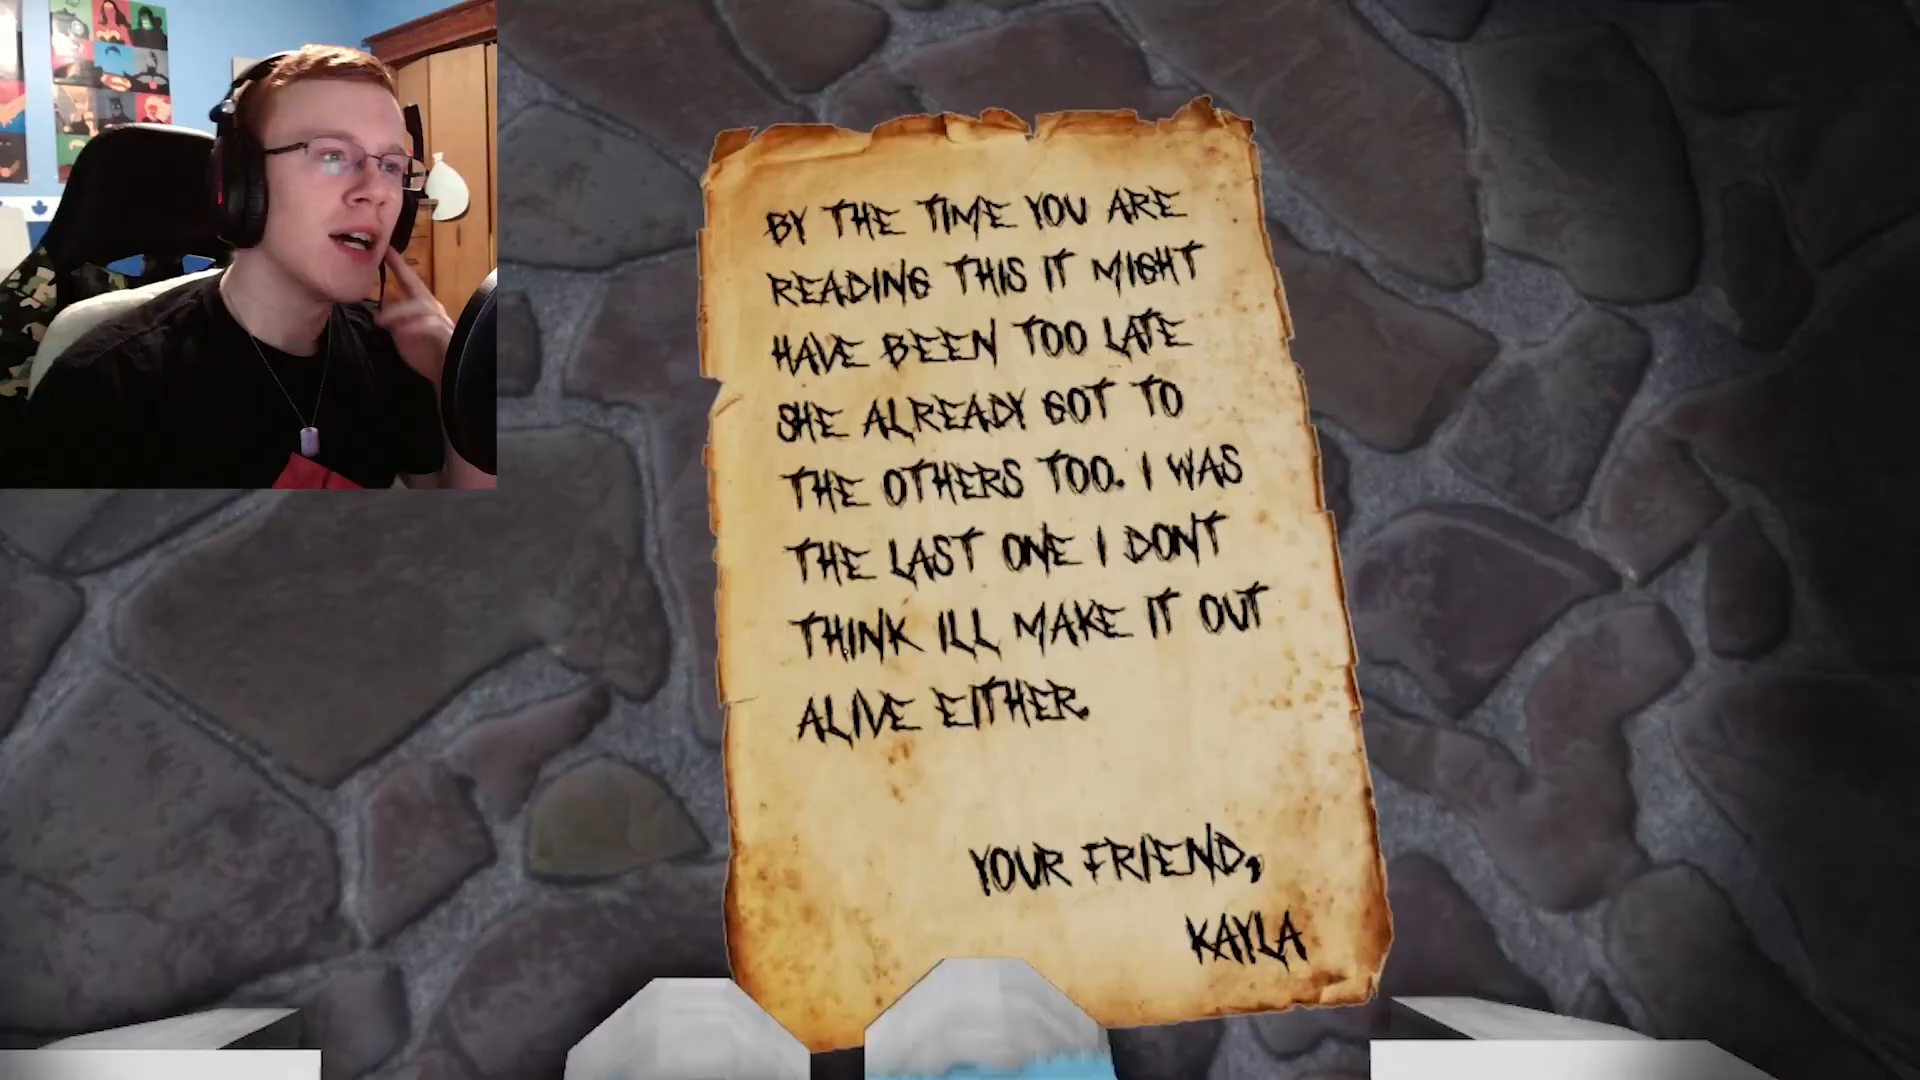 BY THE TIME YOU ARE
READING THIS IT MIGHT
HAVE BEEN TOO LATE
SHE ALREADY GOT TO
THE OTHERS TOO. I WAS
THE LAST ONE I DONT
THINK ILL MAKE IT OUT
ALIVE EITHER.
YOUR FRIEND,
KAYLA